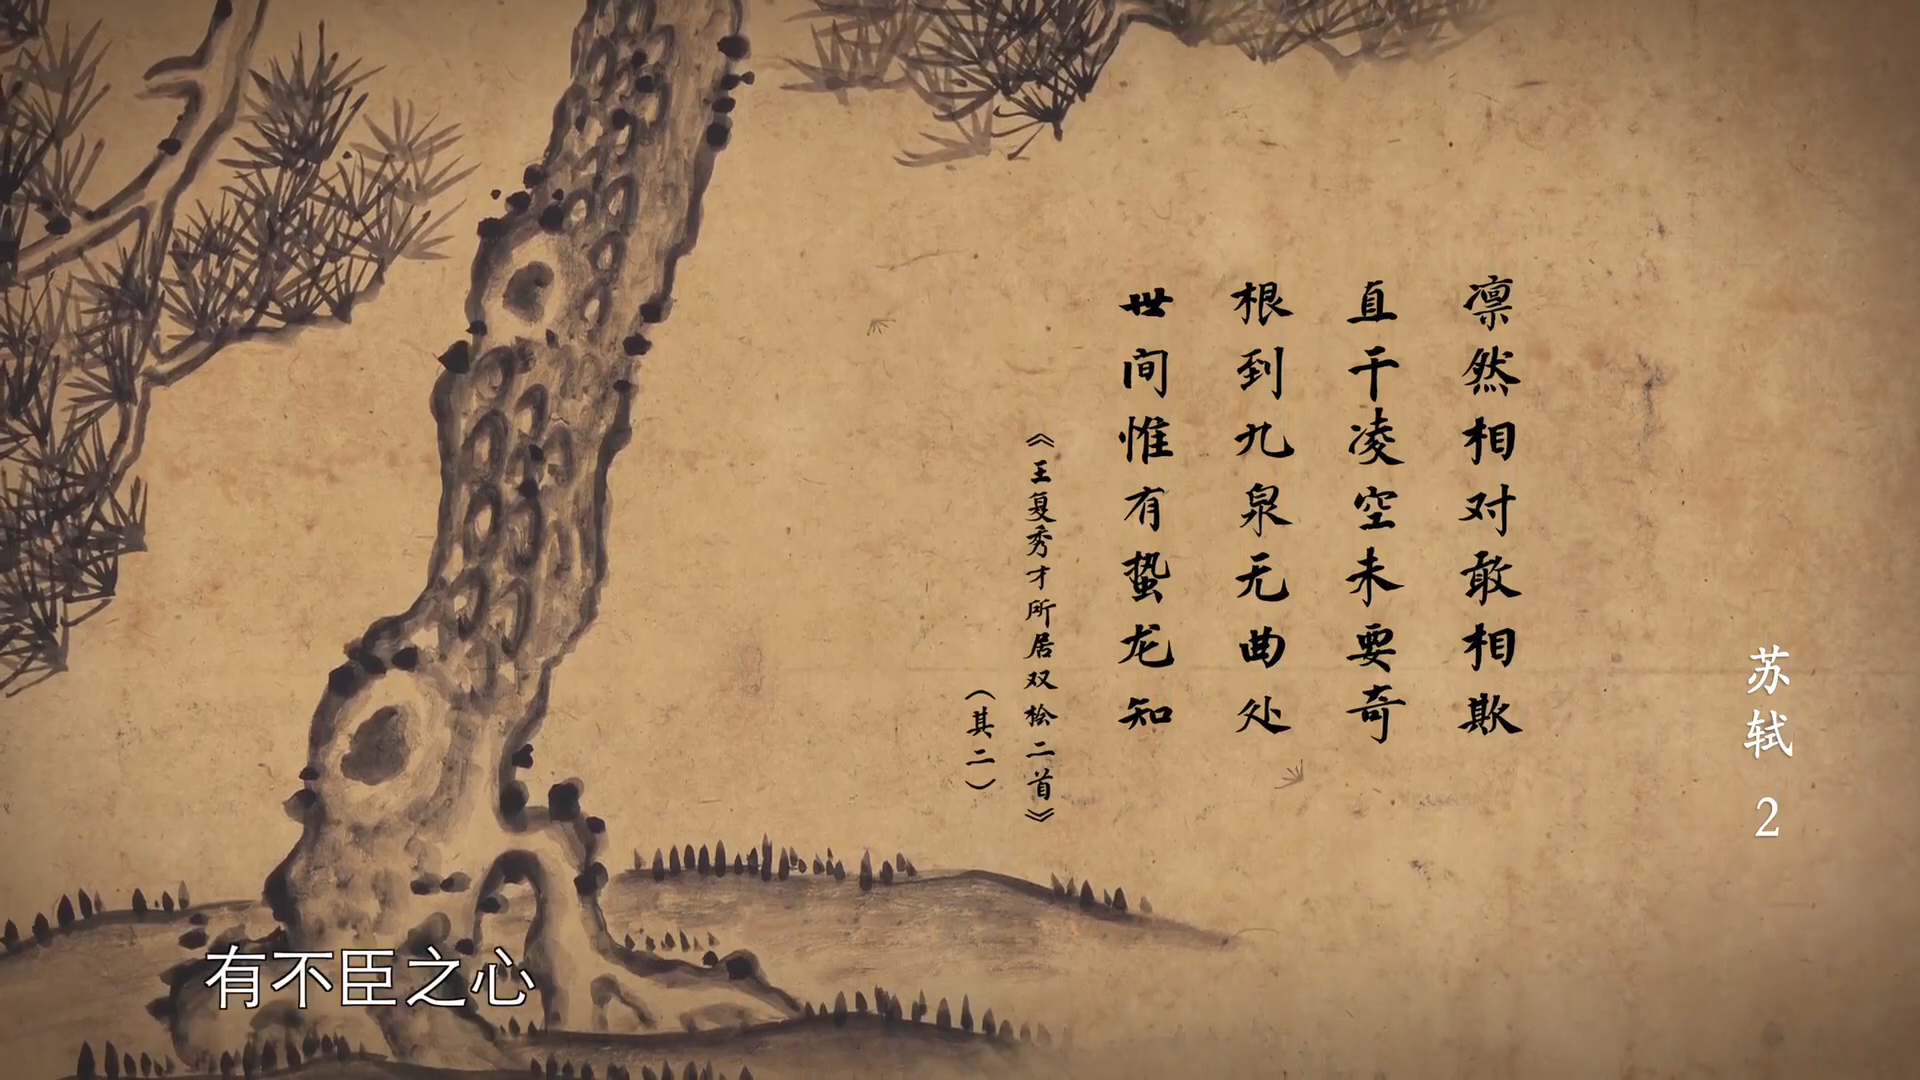 凛然相对敢相欺
直干凌空未要奇
根到九泉无曲处
世间惟有蛰龙知
《王复秀才所居双桧二首》
（其二）
苏轼 2
有不臣之心